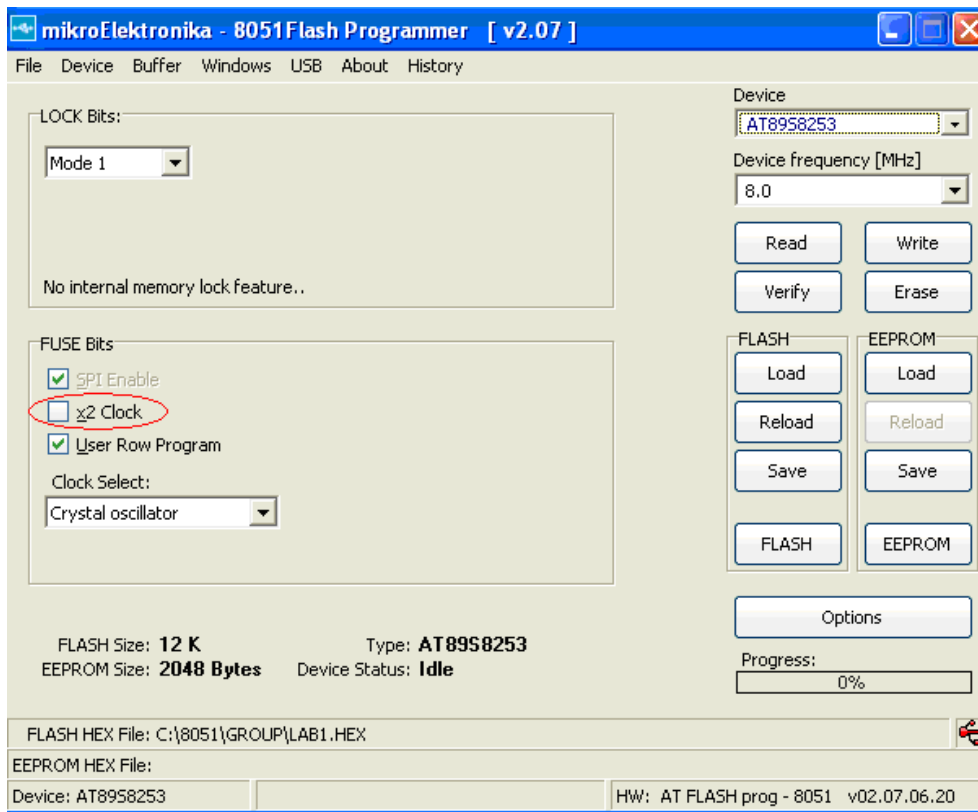 mikroElektronika - 8051Flash Programmer [ v2.07 ]
File Device Buffer Windows USB About History
LOCK Bits:
Mode 1
No internal memory lock feature..
FUSE Bits
SPI Enable
x2 Clock
User Row Program
Clock Select:
Crystal oscillator
FLASH Size: 12 K
Type: AT89S8253
EEPROM Size: 2048 Bytes
Device Status: Idle
Device
AT89S8253
Device frequency [MHz]
8.0
Read Write
Verify Erase
FLASH EEPROM
Load Load
Reload Reload
Save Save
FLASH EEPROM
Options
Progress:
0%
FLASH HEX File: C:\8051\GROUP\LAB1.HEX
EEPROM HEX File:
Device: AT89S8253
HW: AT FLASH prog - 8051 v02.07.06.20